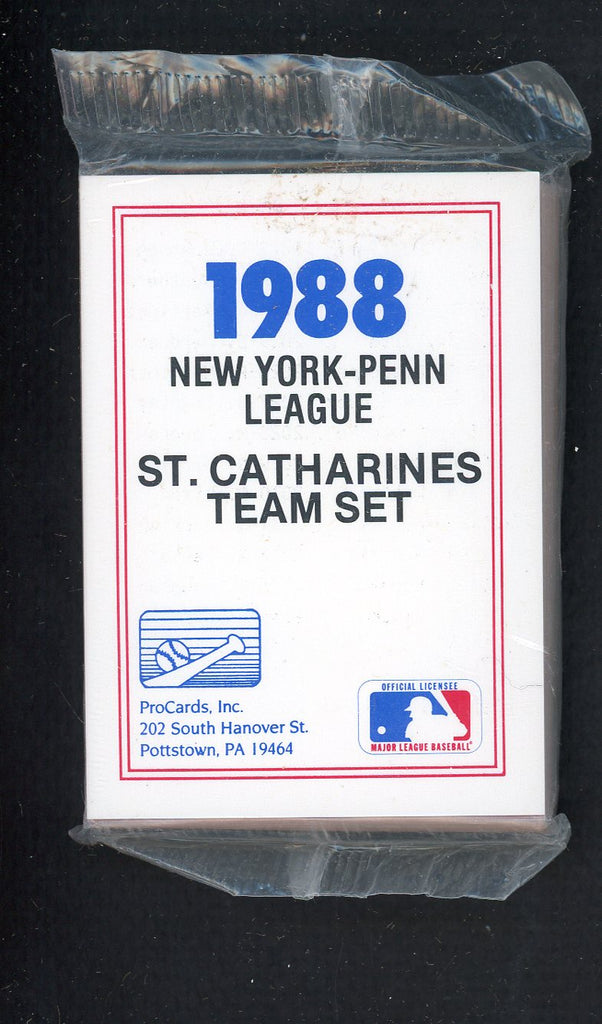 1988
NEW YORK-PENN
LEAGUE
ST. CATHARINES
TEAM SET
ProCards, Inc.
202 South Hanover St.
Pottstown, PA 19464
OFFICIAL LICENSEE
MAJOR LEAGUE BASEBALL®